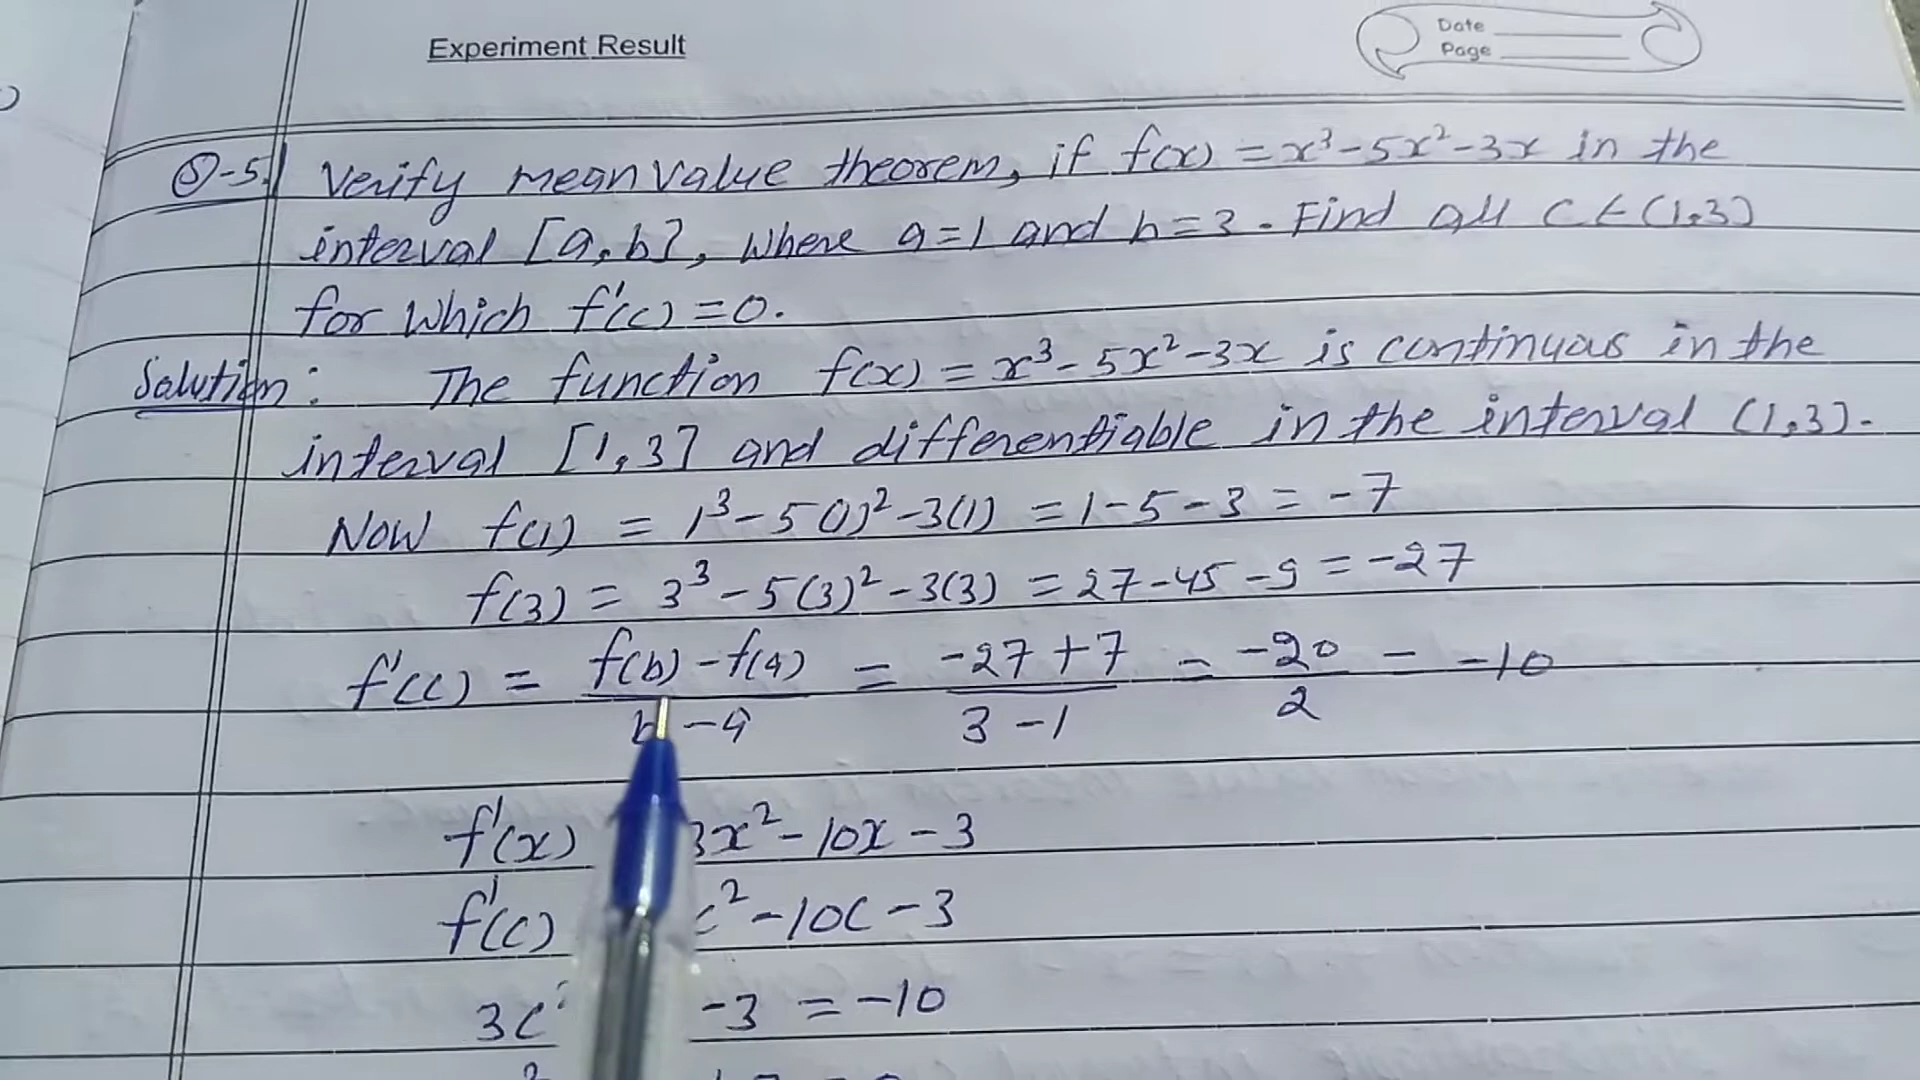 Experiment Result
Date
Page
Q-5. Verify mean value theorem, if f(x) = x³-5x²-3x in the
interval [a,b], where a=1 and b=3. Find all C ∈ (1,3)
for which f'(c) = 0.
Solution: The function f(x) = x³-5x²-3x is continuous in the
interval [1,3] and differentiable in the interval (1,3).
Now f(1) = 1³-5(1)²-3(1) = 1-5-3 = -7
f(3) = 3³-5(3)²-3(3) = 27-45-9 = -27
f'(c) = f(b)-f(a) / b-a = -27+7 / 3-1 = -20 / 2 = -10
f'(x) 3x²-10x-3
f'(c) c²-10c-3
3c² -3 = -10